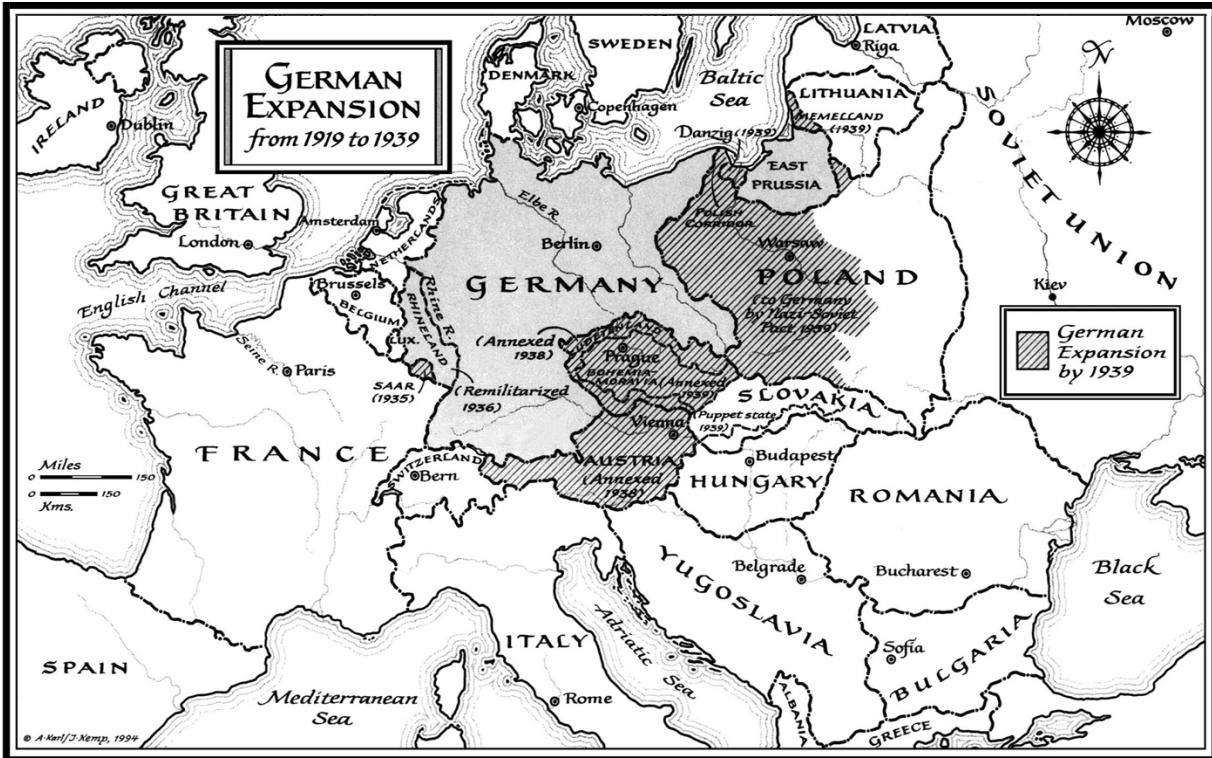 GERMAN
EXPANSION
from 1919 to 1939
IRELAND
Dublin
GREAT
BRITAIN
London
English Channel
Amsterdam
NETHERLANDS
Brussels
BELGIUM
LUX.
Rhine R.
RHINELAND
Seine R.
Paris
SAAR
(1935)
(Remilitarized
1936)
FRANCE
SWITZERLAND
Bern
Miles
0 150
0 150
Kms.
SPAIN
Mediterranean
Sea
DENMARK
Copenhagen
SWEDEN
Baltic
Sea
LATVIA
Riga
LITHUANIA
MEMELLAND
(1939)
Danzig (1939)
EAST
PRUSSIA
POLISH
CORRIDOR
Elbe R.
Berlin
GERMANY
Warsaw
POLAND
(to Germany
by Nazi-Soviet
Pact, 1939)
(Annexed
1938)
SUDETENLAND
Prague
BOHEMIA-
MORAVIA (Annexed
1939)
SLOVAKIA
(Puppet state
1939)
Vienna
AUSTRIA
(Annexed
1938)
Budapest
HUNGARY
ROMANIA
Bucharest
Belgrade
YUGOSLAVIA
ITALY
Rome
Adriatic
Sea
ALBANIA
GREECE
Sofia
BULGARIA
Black
Sea
Moscow
N
SOVIET UNION
Kiev
German
Expansion
by 1939
© A·Karl/J·Kemp, 1994